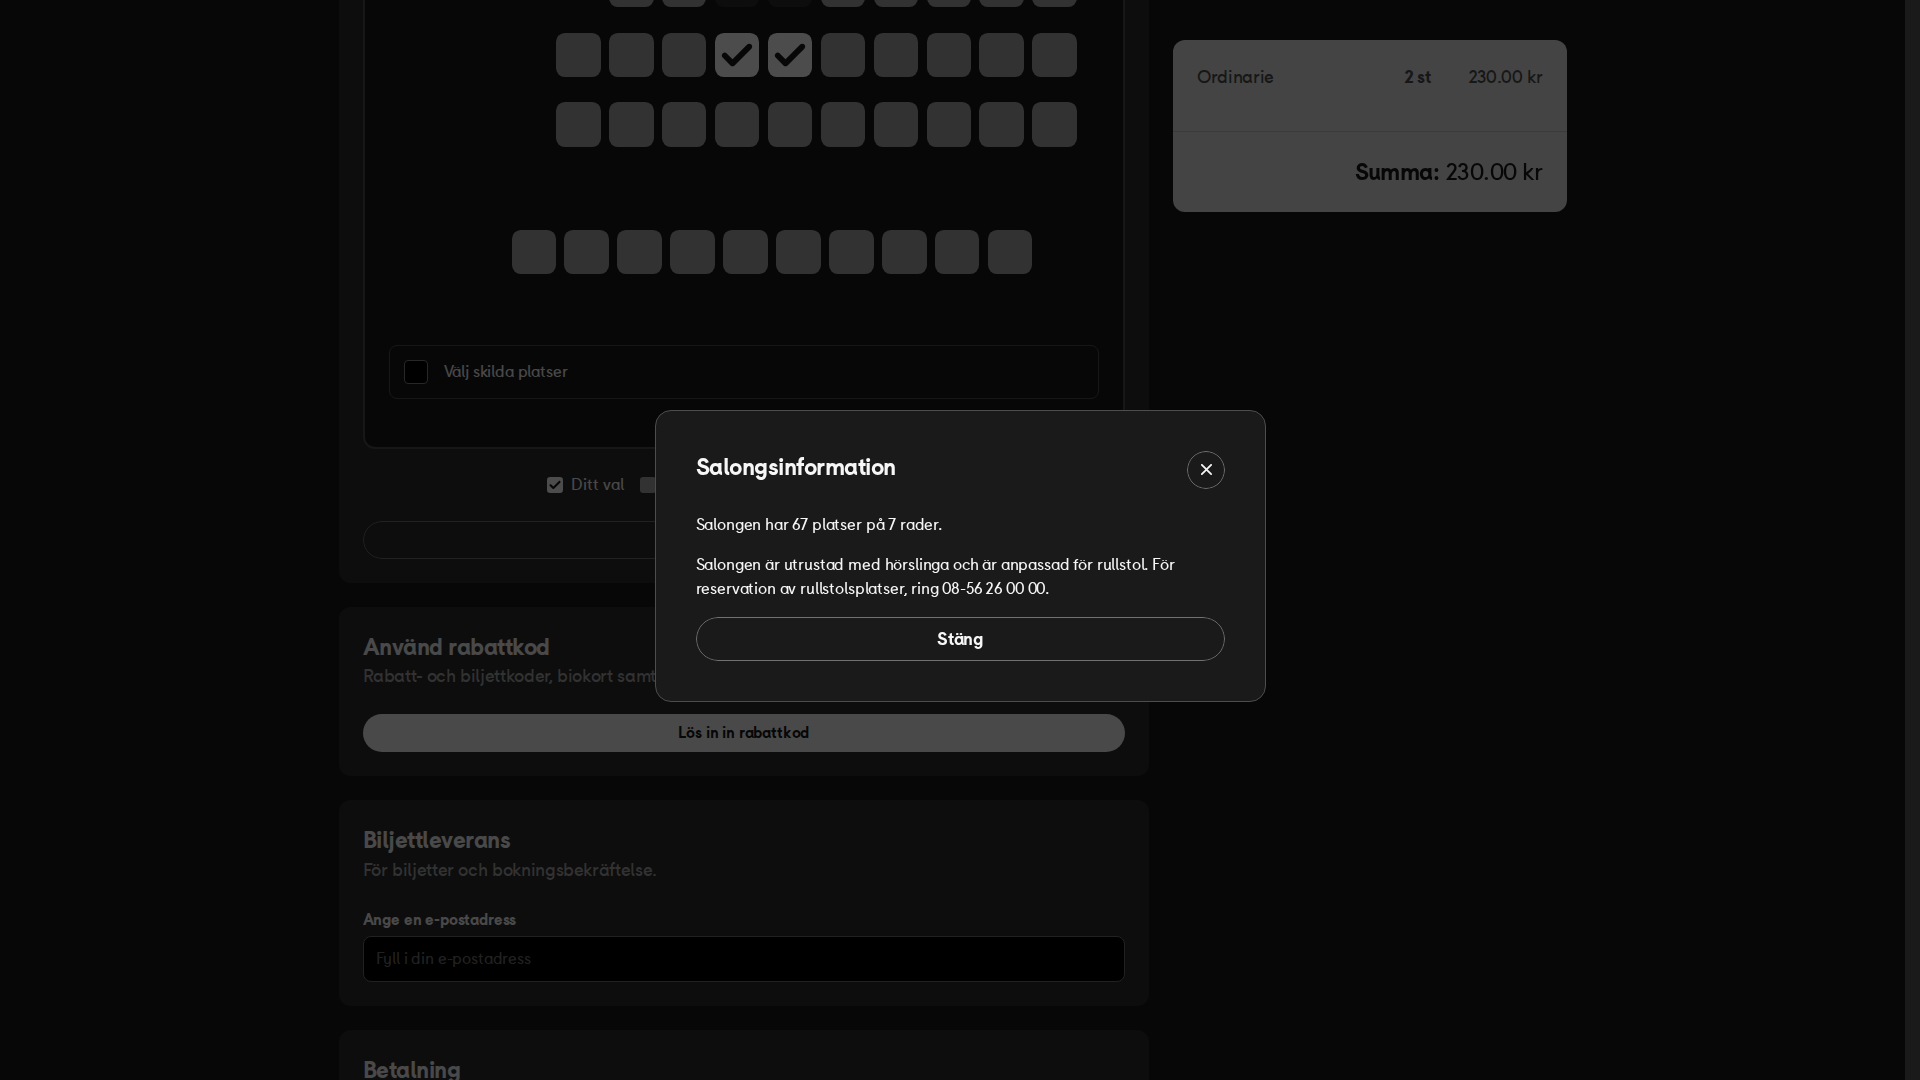 Ordinarie 2 st 230.00 kr
Summa: 230.00 kr
Välj skilda platser
Ditt val
Salongsinformation
Salongen har 67 platser på 7 rader.
Salongen är utrustad med hörslinga och är anpassad för rullstol. För
reservation av rullstolsplatser, ring 08-56 26 00 00.
Stäng
Använd rabattkod
Rabatt- och biljettkoder, biokort samt
Lös in in rabattkod
Biljettleverans
För biljetter och bokningsbekräftelse.
Ange en e-postadress
Fyll i din e-postadress
Betalning